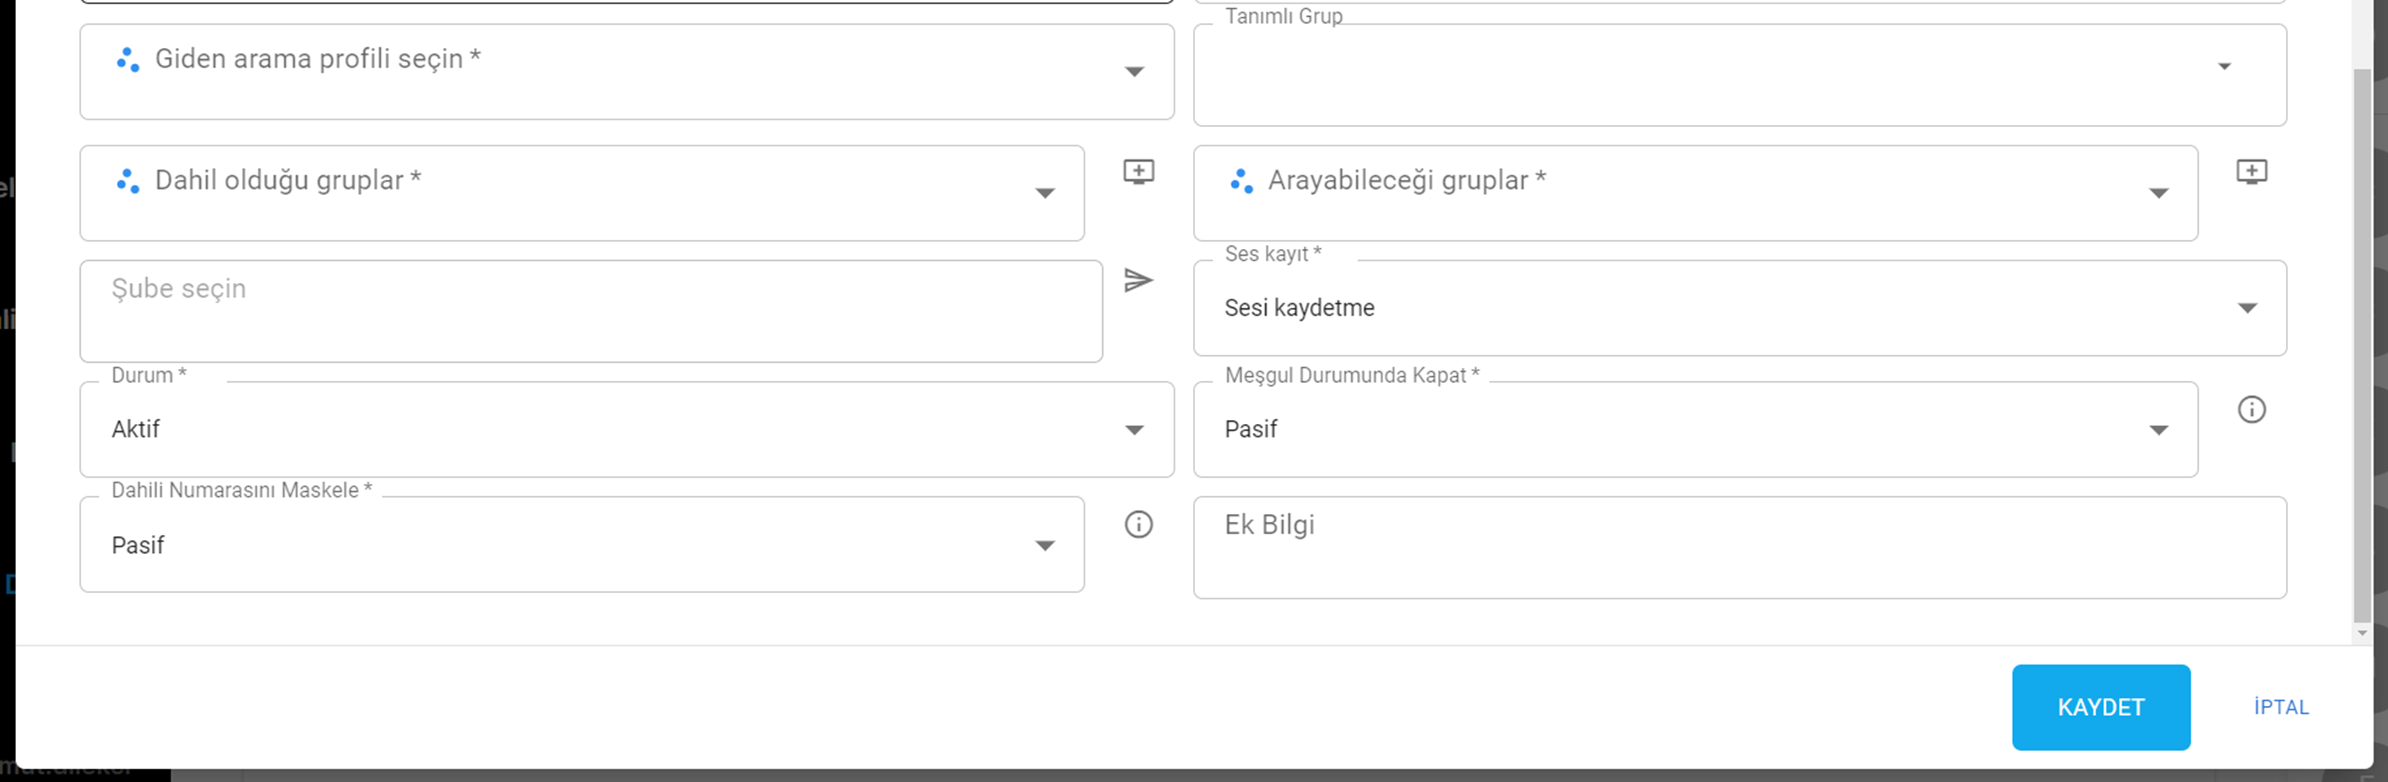 Tanımlı Grup
Giden arama profili seçin *
Dahil olduğu gruplar *
Arayabileceği gruplar *
Şube seçin
Ses kayıt *
Sesi kaydetme
Durum *
Aktif
Meşgul Durumunda Kapat *
Pasif
Dahili Numarasını Maskele *
Pasif
Ek Bilgi
KAYDET
İPTAL